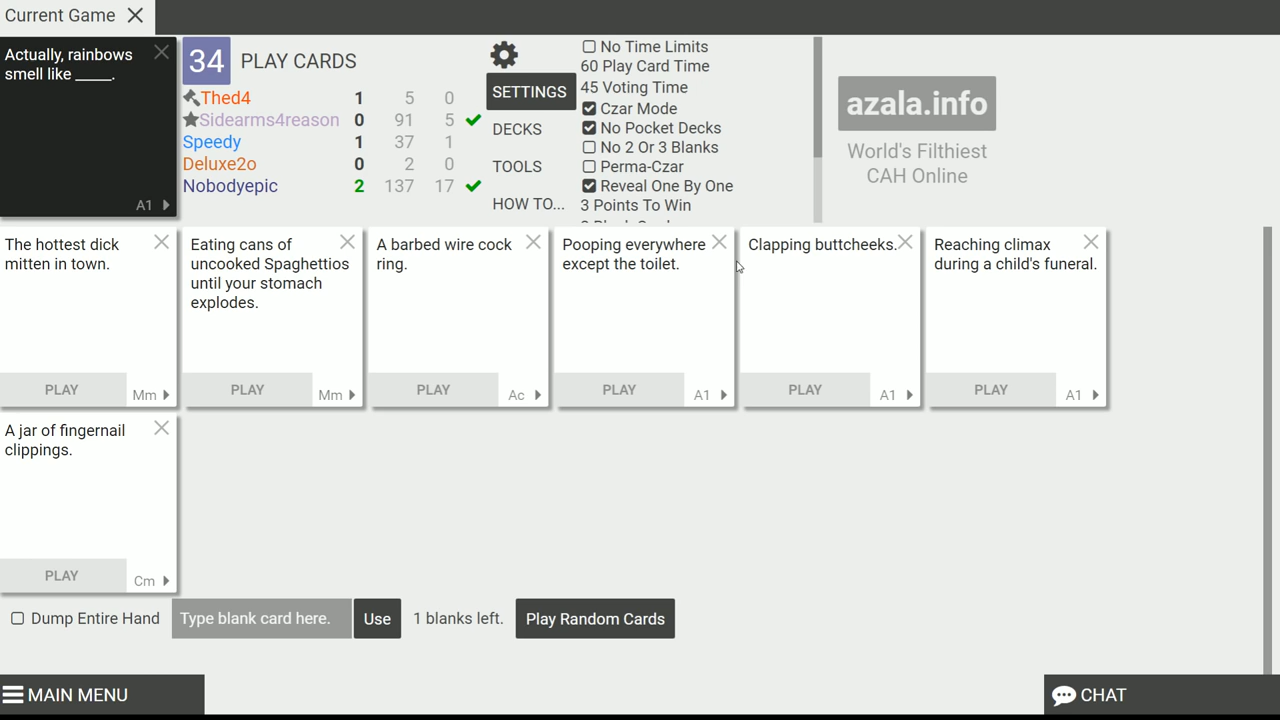 Current Game
Actually, rainbows
smell like _____.
A1
34 PLAY CARDS
Thed4 1 5 0
Sidearms4reason 0 91 5
Speedy 1 37 1
Deluxe2o 0 2 0
Nobodyepic 2 137 17
SETTINGS
DECKS
TOOLS
HOW TO...
No Time Limits
60 Play Card Time
45 Voting Time
Czar Mode
No Pocket Decks
No 2 Or 3 Blanks
Perma-Czar
Reveal One By One
3 Points To Win
azala.info
World's Filthiest
CAH Online
The hottest dick
mitten in town.
PLAY
Mm
Eating cans of
uncooked Spaghettios
until your stomach
explodes.
PLAY
Mm
A barbed wire cock
ring.
PLAY
Ac
Pooping everywhere
except the toilet.
PLAY
A1
Clapping buttcheeks.
PLAY
A1
Reaching climax
during a child's funeral.
PLAY
A1
A jar of fingernail
clippings.
PLAY
Cm
Dump Entire Hand
Type blank card here.
Use
1 blanks left.
Play Random Cards
MAIN MENU
CHAT